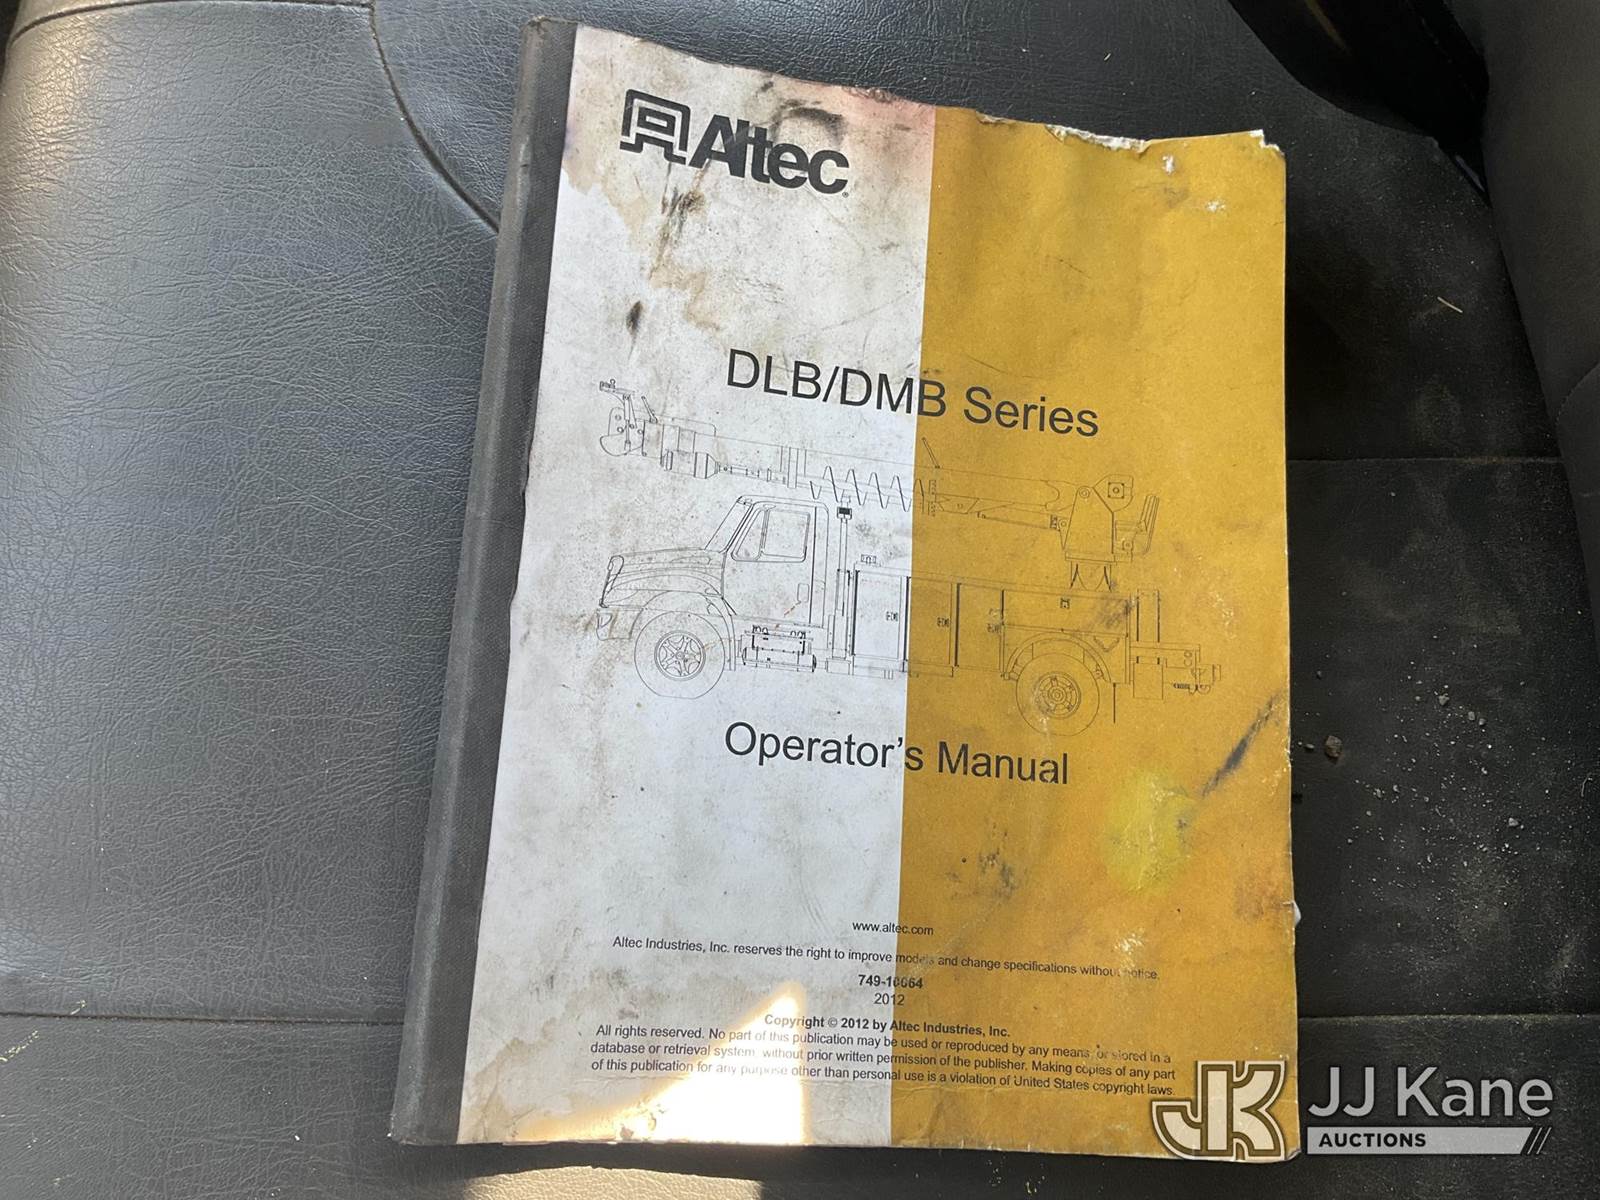 Altec
DLB/DMB Series
Operator's Manual
www.altec.com
Altec Industries, Inc. reserves the right to improve models and change specifications without notice.
749-10064
2012
Copyright © 2012 by Altec Industries, Inc.
All rights reserved. No part of this publication may be used or reproduced by any means, or stored in a
database or retrieval system, without prior written permission of the publisher. Making copies of any part
of this publication for any purpose other than personal use is a violation of United States copyright laws.
JK JJ Kane
AUCTIONS